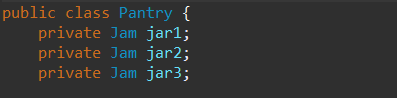 public class Pantry {
    private Jam jar1;
    private Jam jar2;
    private Jam jar3;